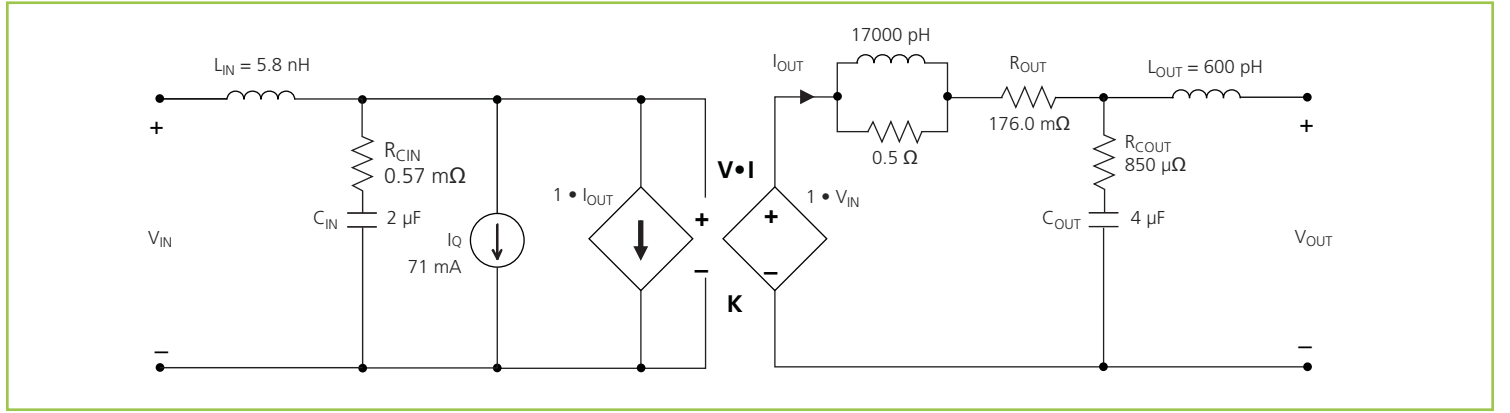 L_IN = 5.8 nH
+
R_CIN
0.57 mΩ
C_IN
2 µF
V_IN
–
I_Q
71 mA
1 • I_OUT
V•I
+
–
K
+
–
1 • V_IN
I_OUT
17000 pH
0.5 Ω
R_OUT
176.0 mΩ
R_COUT
850 µΩ
C_OUT
4 µF
L_OUT = 600 pH
+
V_OUT
–